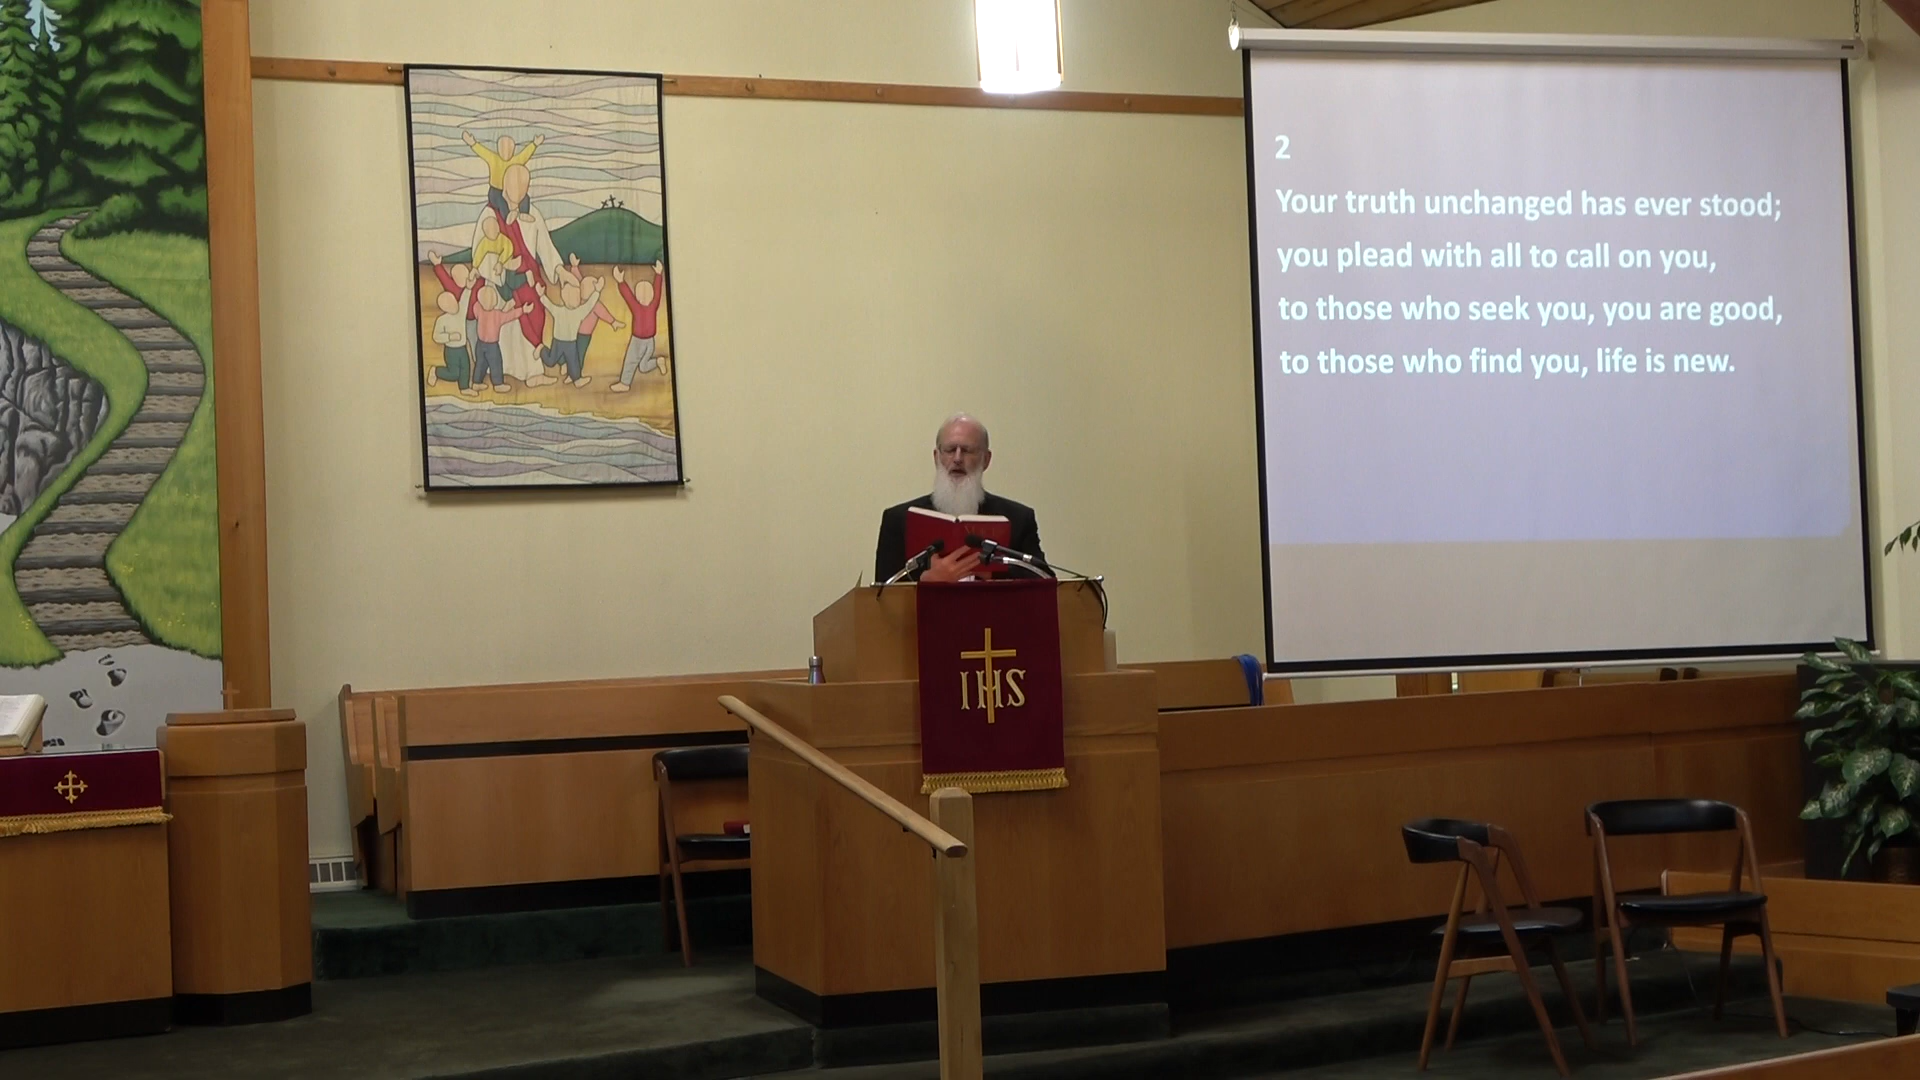 2
Your truth unchanged has ever stood;
you plead with all to call on you,
to those who seek you, you are good,
to those who find you, life is new.
IHS